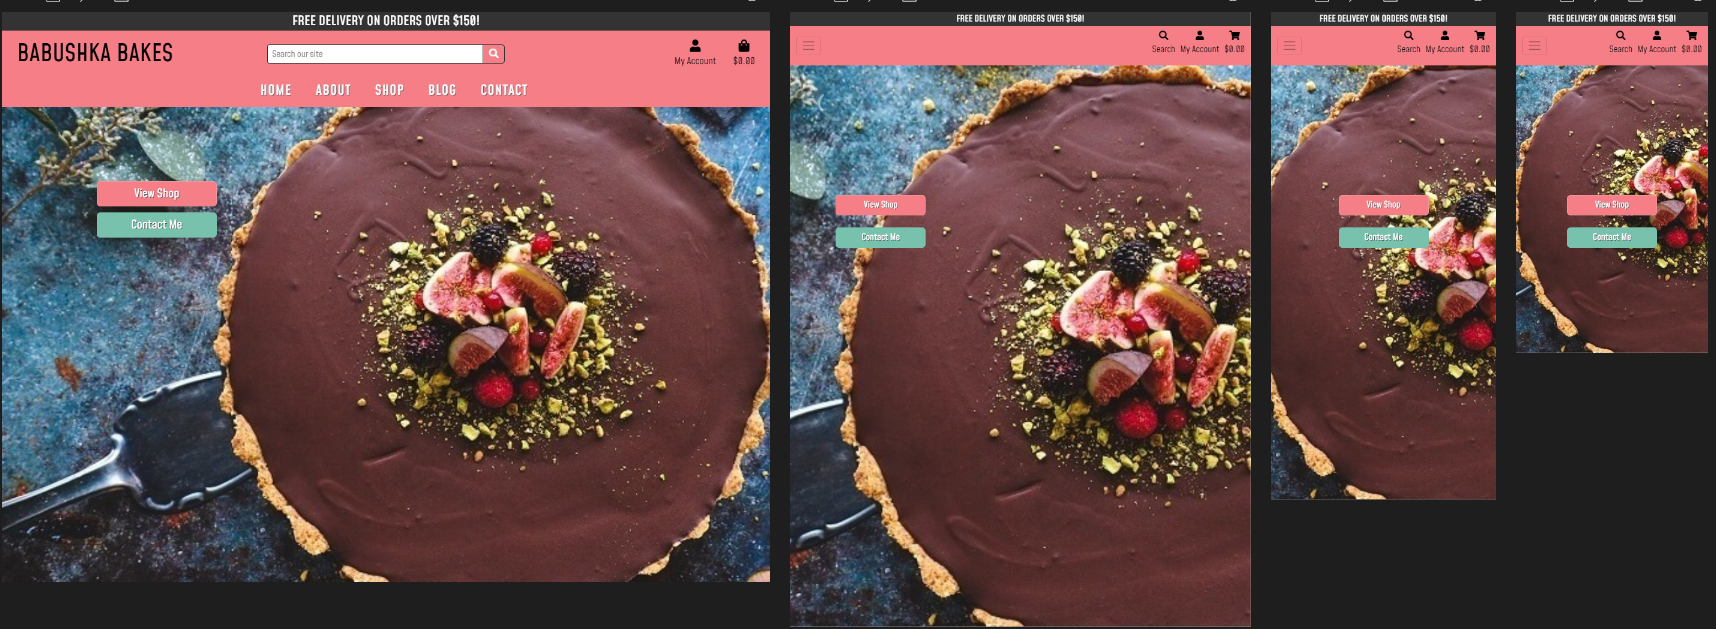 FREE DELIVERY ON ORDERS OVER $150!
BABUSHKA BAKES
Search our site
My Account
$0.00
HOME ABOUT SHOP BLOG CONTACT
View Shop
Contact Me
FREE DELIVERY ON ORDERS OVER $150!
Search My Account $0.00
View Shop
Contact Me
FREE DELIVERY ON ORDERS OVER $150!
Search My Account $0.00
View Shop
Contact Me
FREE DELIVERY ON ORDERS OVER $150!
Search My Account $0.00
View Shop
Contact Me